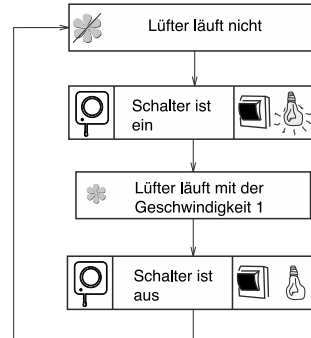 Lüfter läuft nicht
Schalter ist
ein
Lüfter läuft mit der
Geschwindigkeit 1
Schalter ist
aus